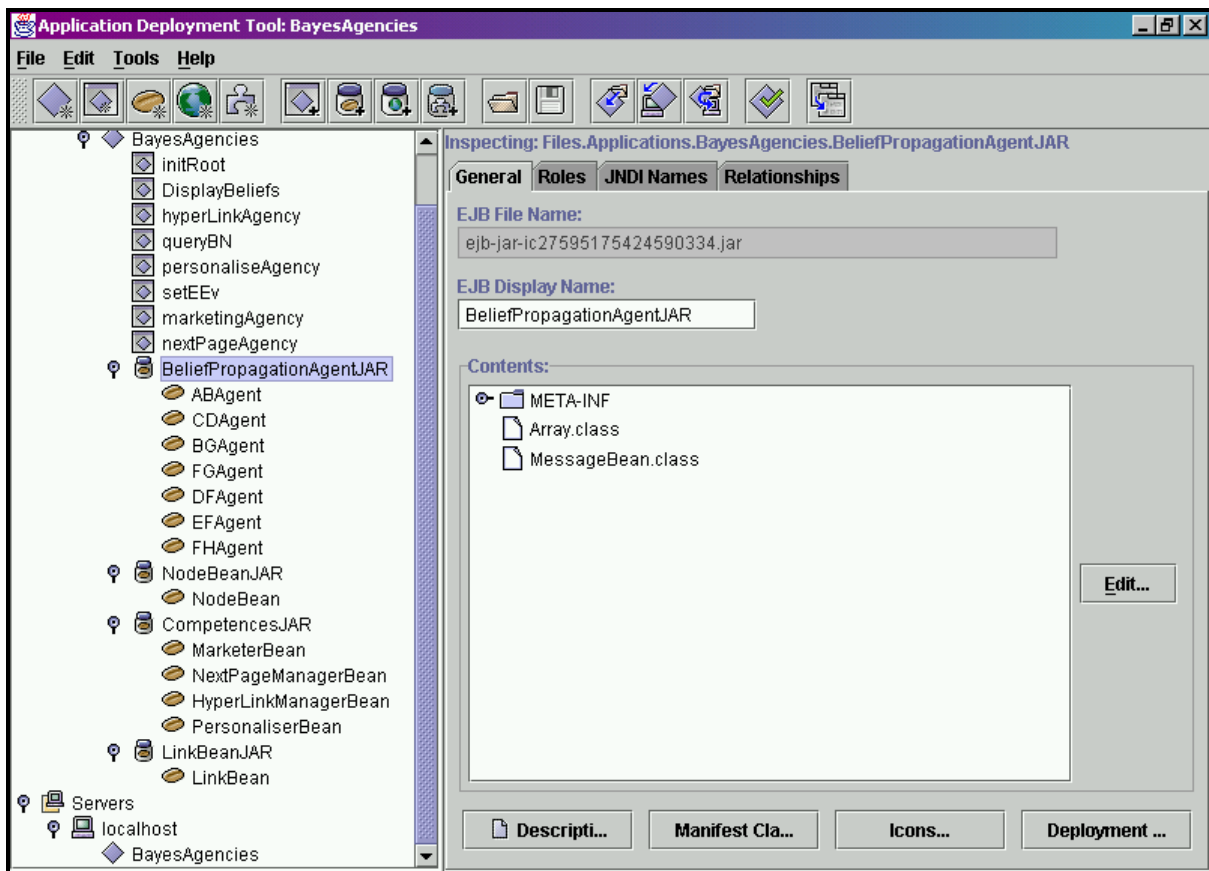 Application Deployment Tool: BayesAgencies
File Edit Tools Help
BayesAgencies
initRoot
DisplayBeliefs
hyperLinkAgency
queryBN
personaliseAgency
setEEv
marketingAgency
nextPageAgency
BeliefPropagationAgentJAR
ABAgent
CDAgent
BGAgent
FGAgent
DFAgent
EFAgent
FHAgent
NodeBeanJAR
NodeBean
CompetencesJAR
MarketerBean
NextPageManagerBean
HyperLinkManagerBean
PersonaliserBean
LinkBeanJAR
LinkBean
Servers
localhost
BayesAgencies
Inspecting: Files.Applications.BayesAgencies.BeliefPropagationAgentJAR
General Roles JNDI Names Relationships
EJB File Name:
ejb-jar-ic27595175424590334.jar
EJB Display Name:
BeliefPropagationAgentJAR
Contents:
META-INF
Array.class
MessageBean.class
Edit...
Descripti... Manifest Cla... Icons... Deployment ...